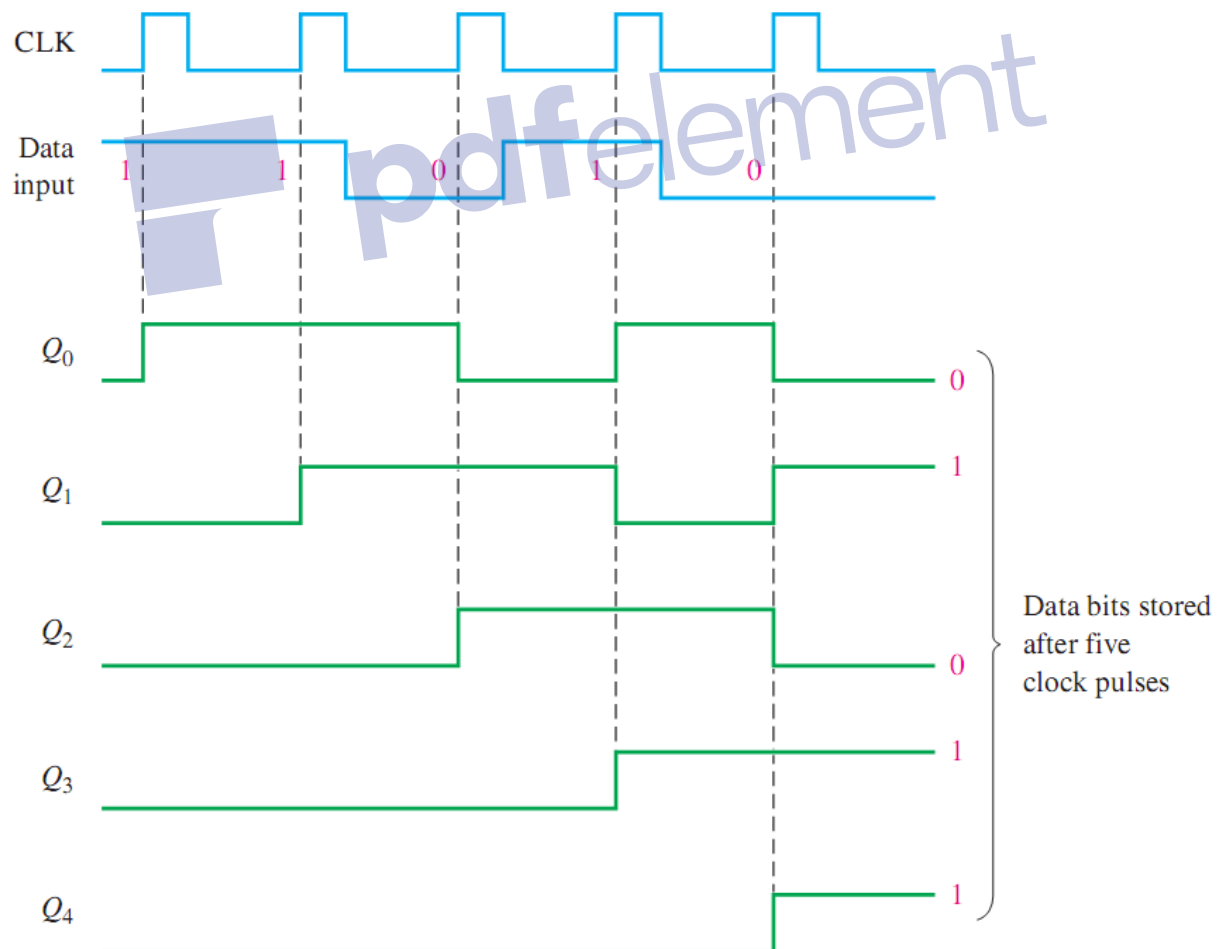 CLK
Data
input
1 1 0 1 0
pdfelement
Q0
0
Q1
1
Q2
0
Q3
1
Q4
1
Data bits stored
after five
clock pulses